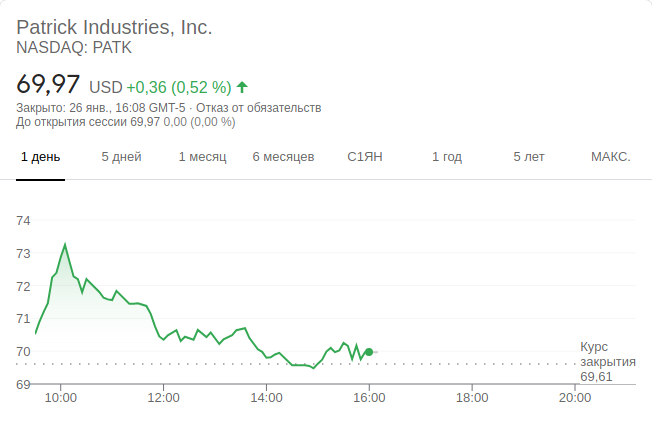 Patrick Industries, Inc.
NASDAQ: PATK
69,97 USD +0,36 (0,52 %)
Закрыто: 26 янв., 16:08 GMT-5 · Отказ от обязательств
До открытия сессии 69,97 0,00 (0,00 %)
1 день 5 дней 1 месяц 6 месяцев С1ЯН 1 год 5 лет МАКС.
74
73
72
71
70
Курс
закрытия
69,61
69
10:00 12:00 14:00 16:00 18:00 20:00